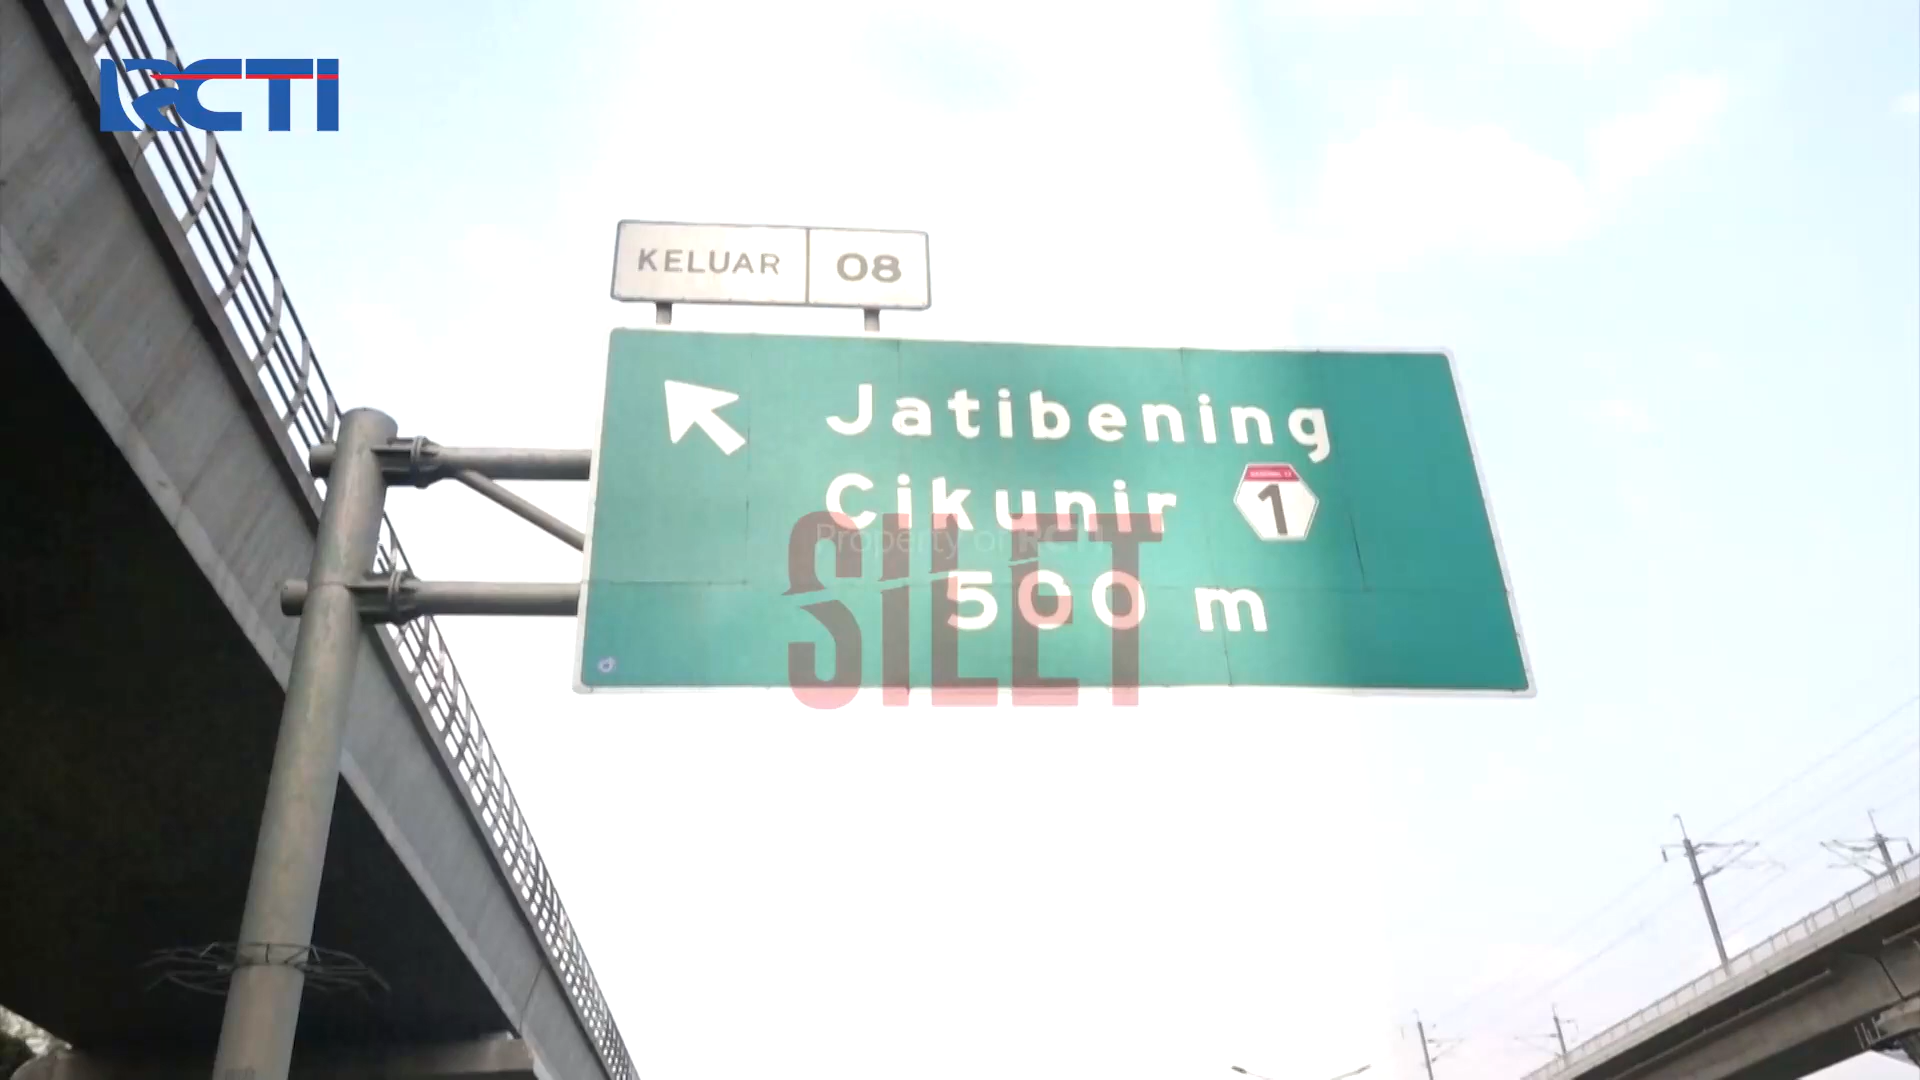 RCTI
KELUAR 08
Jatibening
Cikunir 1
Property of RCTI
SILET
500 m